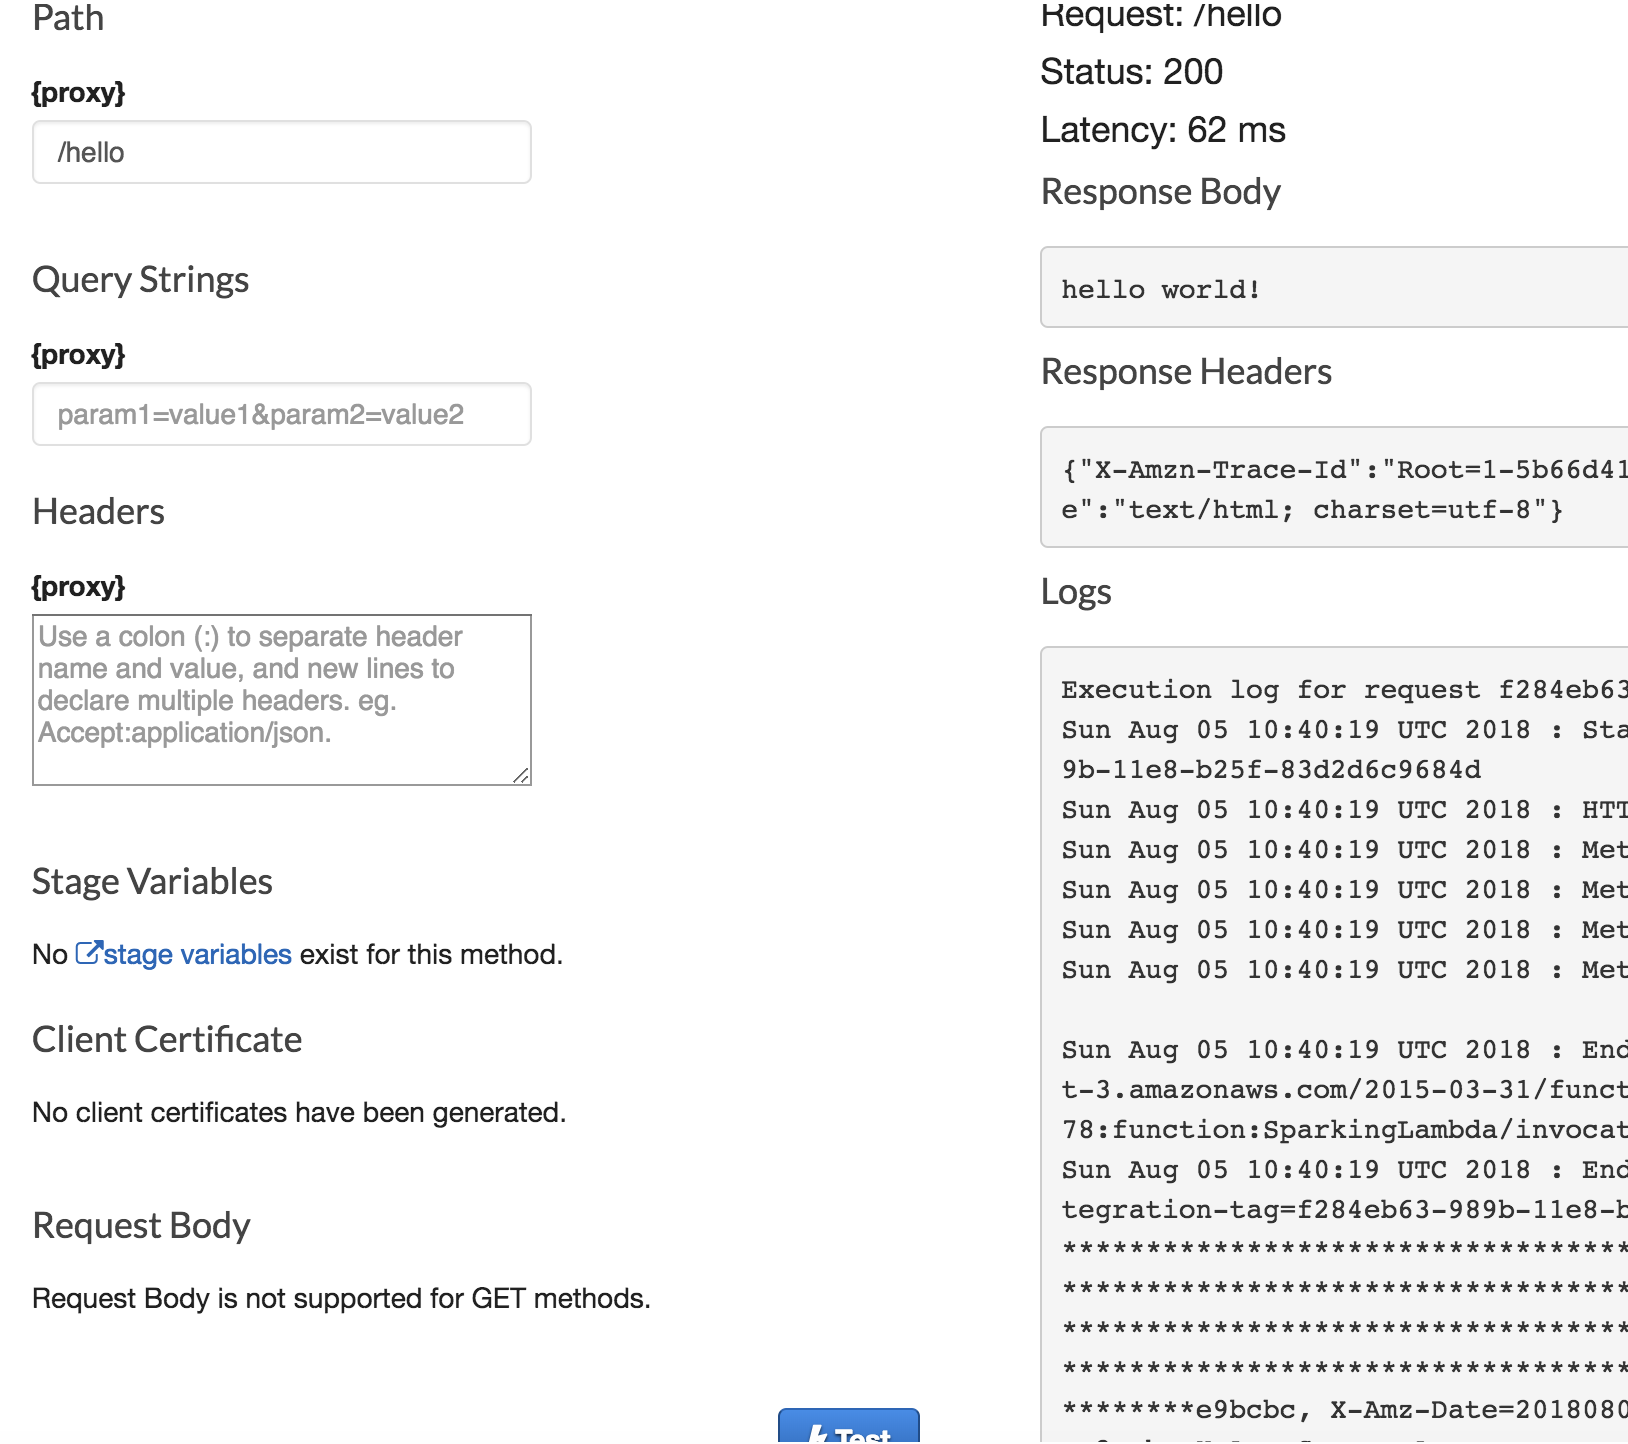 Path
{proxy}
/hello
Query Strings
{proxy}
param1=value1&param2=value2
Headers
{proxy}
Use a colon (:) to separate header
name and value, and new lines to
declare multiple headers. eg.
Accept:application/json.
Stage Variables
No stage variables exist for this method.
Client Certificate
No client certificates have been generated.
Request Body
Request Body is not supported for GET methods.
Test
Request: /hello
Status: 200
Latency: 62 ms
Response Body
hello world!
Response Headers
{"X-Amzn-Trace-Id":"Root=1-5b66d41
e":"text/html; charset=utf-8"}
Logs
Execution log for request f284eb63
Sun Aug 05 10:40:19 UTC 2018 : Sta
9b-11e8-b25f-83d2d6c9684d
Sun Aug 05 10:40:19 UTC 2018 : HTT
Sun Aug 05 10:40:19 UTC 2018 : Met
Sun Aug 05 10:40:19 UTC 2018 : Met
Sun Aug 05 10:40:19 UTC 2018 : Met
Sun Aug 05 10:40:19 UTC 2018 : Met
Sun Aug 05 10:40:19 UTC 2018 : End
t-3.amazonaws.com/2015-03-31/funct
78:function:SparkingLambda/invocat
Sun Aug 05 10:40:19 UTC 2018 : End
tegration-tag=f284eb63-989b-11e8-b
**********************************
**********************************
**********************************
**********************************
********e9bcbc, X-Amz-Date=2018080